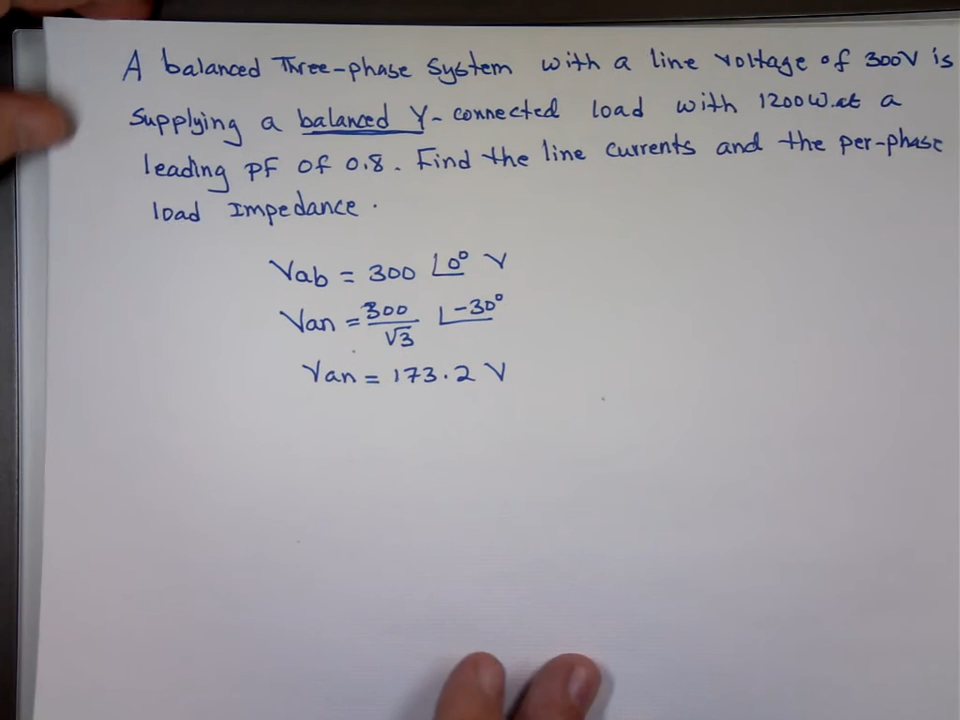 A balanced Three-phase System with a line voltage of 300V is
Supplying a balanced Y-connected load with 1200W.at a
leading PF of 0.8. Find the line currents and the per-phase
load Impedance.
Vab = 300 ∠0° V
Van = 300/√3 ∠-30°
Van = 173.2 V